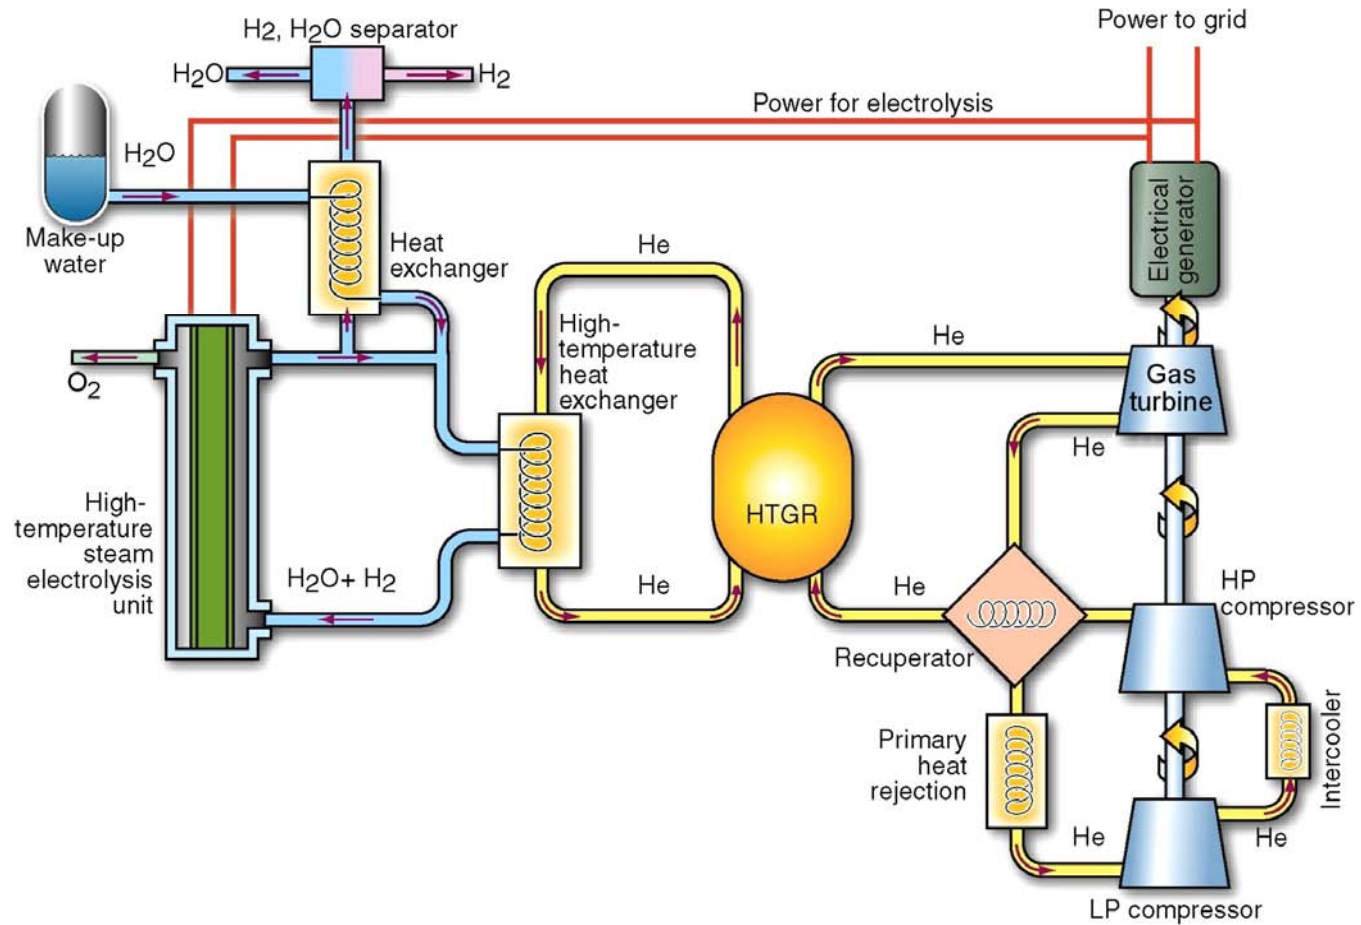 Power to grid
H2, H₂O separator
H₂O
H₂
Power for electrolysis
H₂O
Make-up
water
Heat
exchanger
Electrical
generator
He
High-
temperature
heat
exchanger
He
Gas
turbine
He
O₂
High-
temperature
steam
electrolysis
unit
HTGR
H₂O+ H₂
He
He
HP
compressor
Recuperator
Primary
heat
rejection
Intercooler
He
He
LP compressor